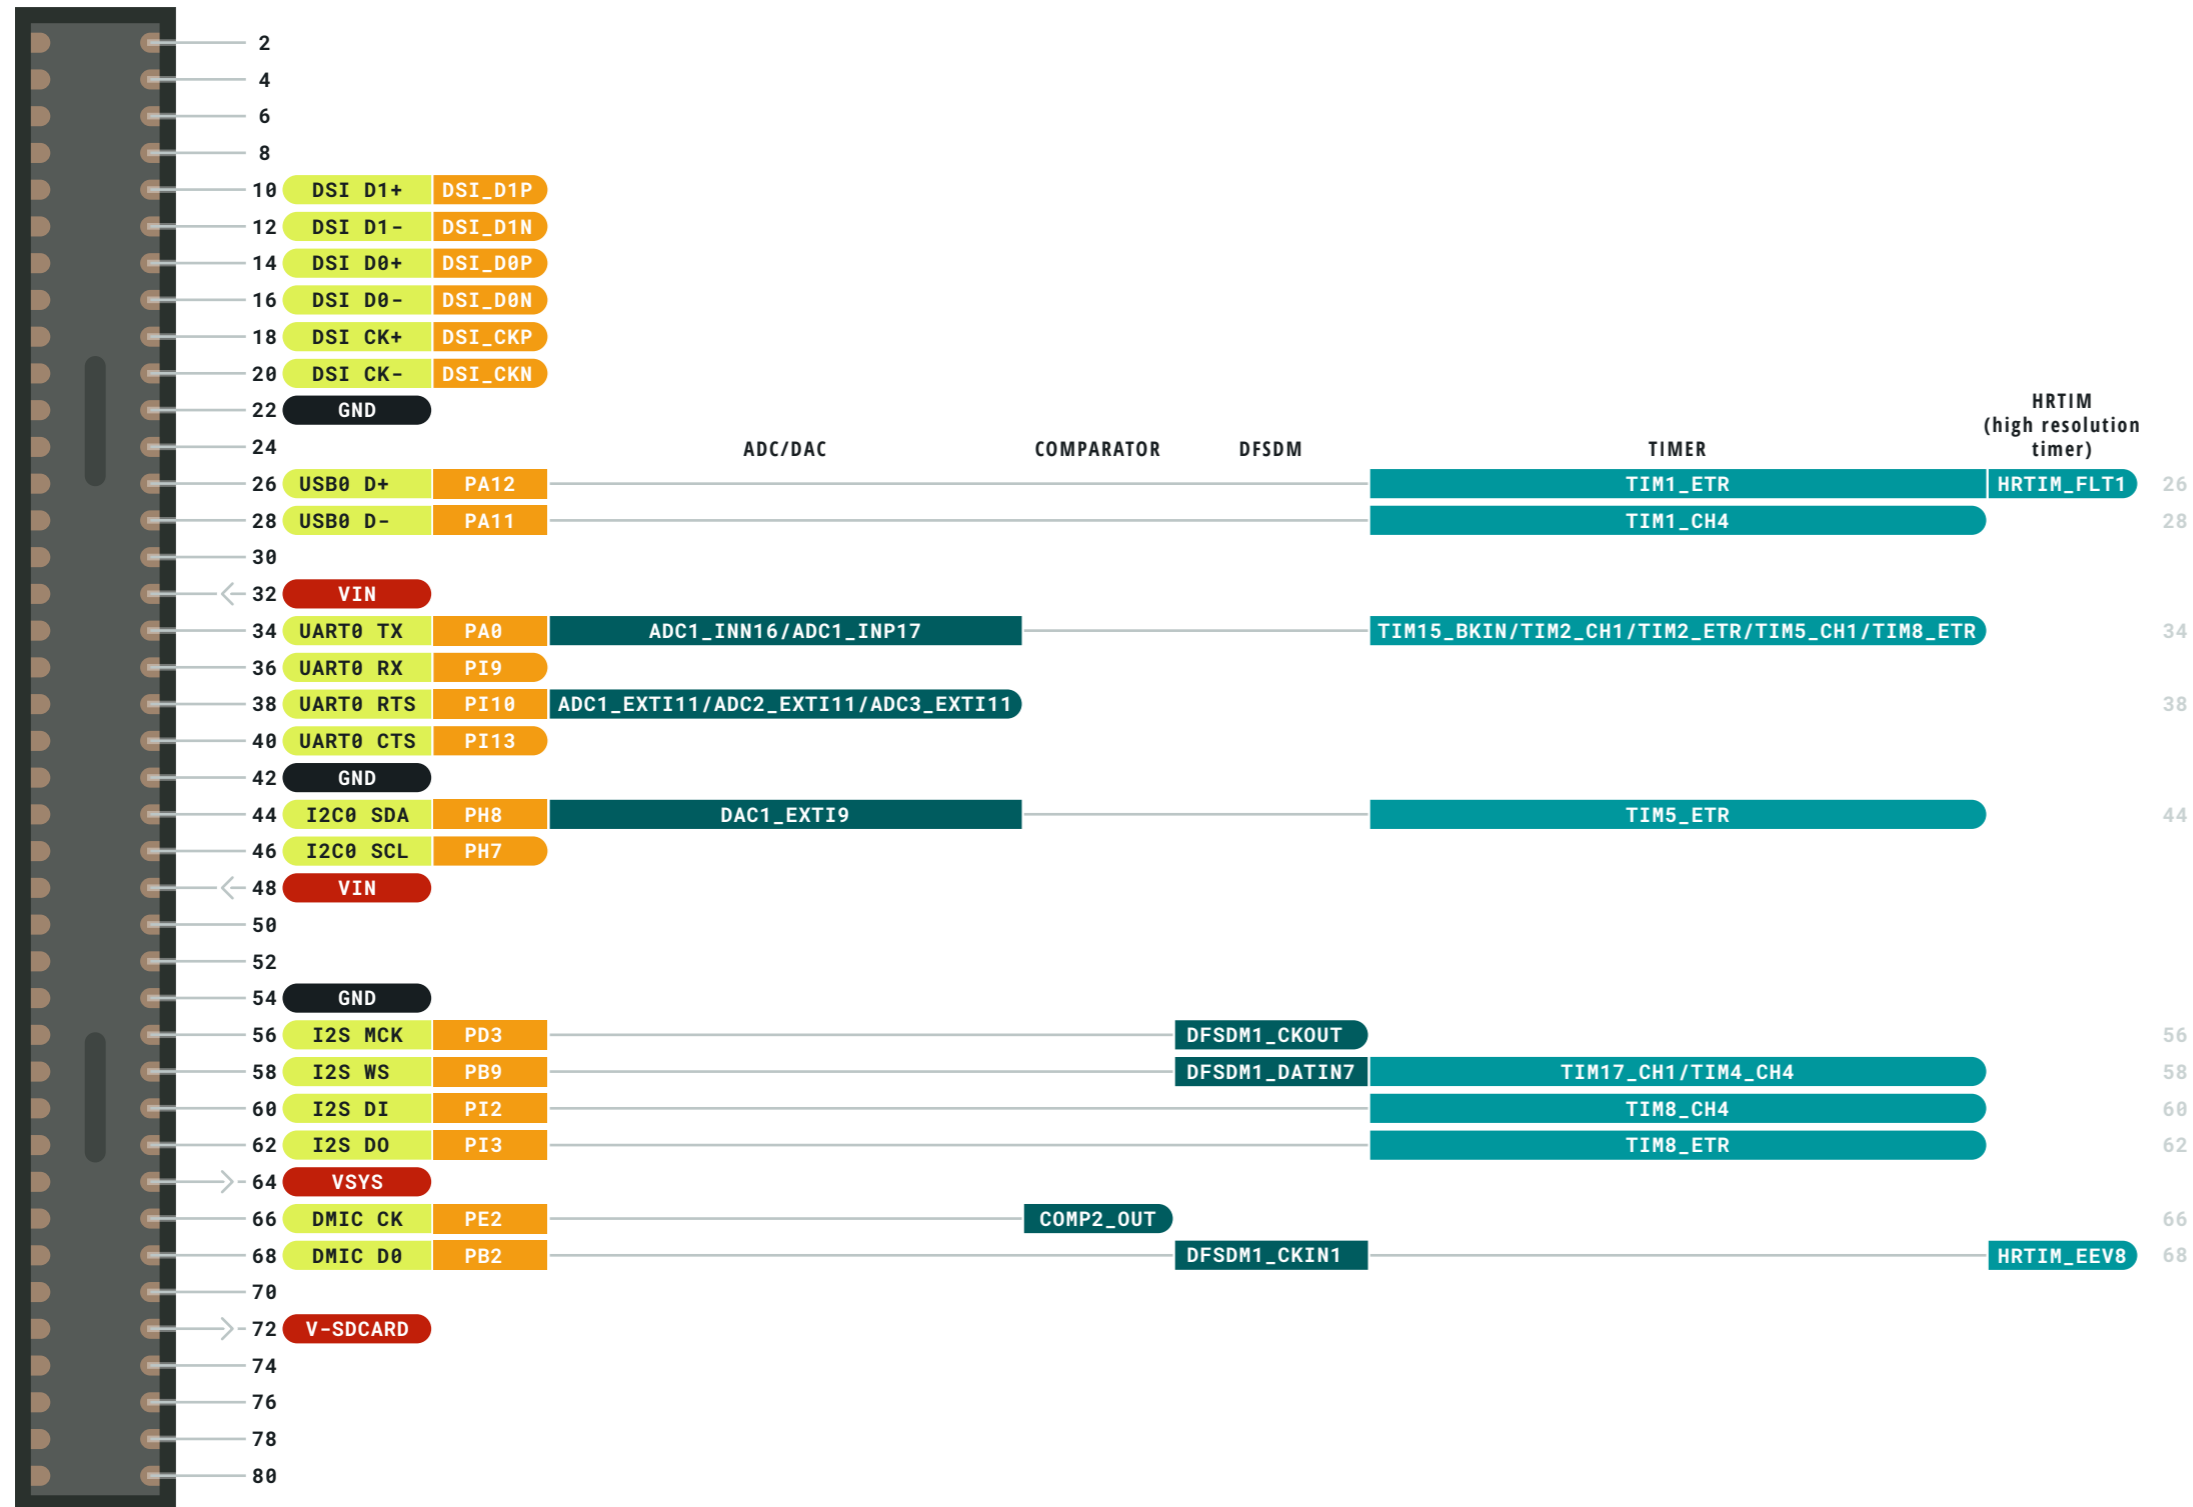 2
4
6
8
10 DSI D1+ DSI_D1P
12 DSI D1- DSI_D1N
14 DSI D0+ DSI_D0P
16 DSI D0- DSI_D0N
18 DSI CK+ DSI_CKP
20 DSI CK- DSI_CKN
22 GND
HRTIM
(high resolution
timer)
24 ADC/DAC COMPARATOR DFSDM TIMER
26 USB0 D+ PA12 TIM1_ETR HRTIM_FLT1 26
28 USB0 D- PA11 TIM1_CH4 28
30
32 VIN
34 UART0 TX PA0 ADC1_INN16/ADC1_INP17 TIM15_BKIN/TIM2_CH1/TIM2_ETR/TIM5_CH1/TIM8_ETR 34
36 UART0 RX PI9
38 UART0 RTS PI10 ADC1_EXTI11/ADC2_EXTI11/ADC3_EXTI11 38
40 UART0 CTS PI13
42 GND
44 I2C0 SDA PH8 DAC1_EXTI9 TIM5_ETR 44
46 I2C0 SCL PH7
48 VIN
50
52
54 GND
56 I2S MCK PD3 DFSDM1_CKOUT 56
58 I2S WS PB9 DFSDM1_DATIN7 TIM17_CH1/TIM4_CH4 58
60 I2S DI PI2 TIM8_CH4 60
62 I2S DO PI3 TIM8_ETR 62
64 VSYS
66 DMIC CK PE2 COMP2_OUT 66
68 DMIC D0 PB2 DFSDM1_CKIN1 HRTIM_EEV8 68
70
72 V-SDCARD
74
76
78
80